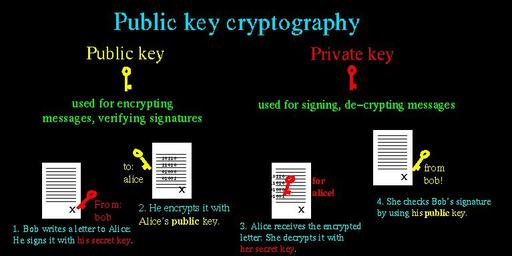 Public key cryptography
Public key
Private key
used for encrypting
messages, verifying signatures
used for signing, de-crypting messages
to:
alice
X
From:
bob
X
1. Bob writes a letter to Alice:
He signs it with his secret key.
2. He encrypts it with
Alice's public key.
for
alice!
X
3. Alice receives the encrypted
letter: She decrypts it with
her secret key.
from
bob!
X
4. She checks Bob's signature
by using his public key.